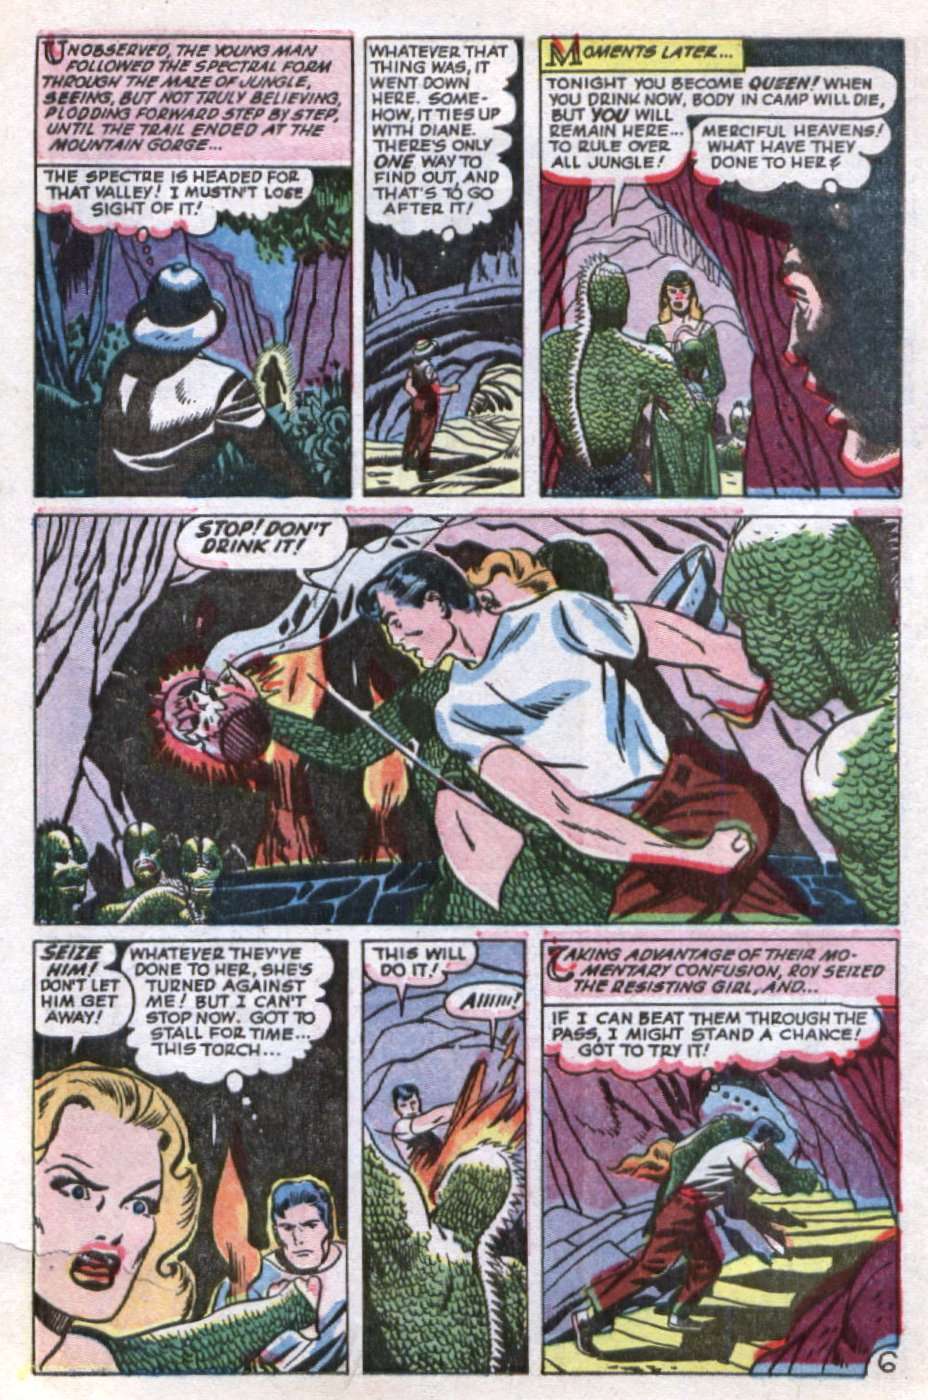 UNOBSERVED, THE YOUNG MAN
FOLLOWED THE SPECTRAL FORM
THROUGH THE MAZE OF JUNGLE,
SEEING, BUT NOT TRULY BELIEVING,
PLODDING FORWARD STEP BY STEP,
UNTIL THE TRAIL ENDED AT THE
MOUNTAIN GORGE...
THE SPECTRE IS HEADED FOR
THAT VALLEY! I MUSTN'T LOSE
SIGHT OF IT!
WHATEVER THAT
THING WAS, IT
WENT DOWN
HERE. SOME-
HOW, IT TIES UP
WITH DIANE.
THERE'S ONLY
ONE WAY TO
FIND OUT, AND
THAT'S TO GO
AFTER IT!
MOMENTS LATER...
TONIGHT YOU BECOME QUEEN! WHEN
YOU DRINK NOW, BODY IN CAMP WILL DIE,
BUT YOU WILL
REMAIN HERE...
TO RULE OVER
ALL JUNGLE!
MERCIFUL HEAVENS!
WHAT HAVE THEY
DONE TO HER?
STOP! DON'T
DRINK IT!
SEIZE
HIM!
DON'T LET
HIM GET
AWAY!
WHATEVER THEY'VE
DONE TO HER, SHE'S
TURNED AGAINST
ME! BUT I CAN'T
STOP NOW. GOT TO
STALL FOR TIME...
THIS TORCH...
THIS WILL
DO IT!
AIIIIII!
TAKING ADVANTAGE OF THEIR MO-
MENTARY CONFUSION, ROY SEIZED
THE RESISTING GIRL, AND...
IF I CAN BEAT THEM THROUGH THE
PASS, I MIGHT STAND A CHANCE!
GOT TO TRY IT!
6